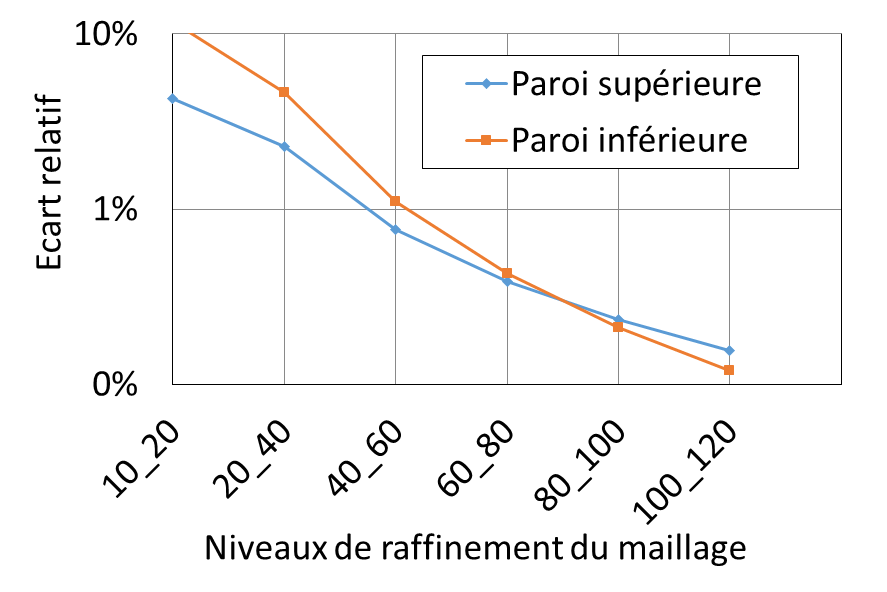 10%
Paroi supérieure
Paroi inférieure
Ecart relatif
1%
0%
10_20
20_40
40_60
60_80
80_100
100_120
Niveaux de raffinement du maillage